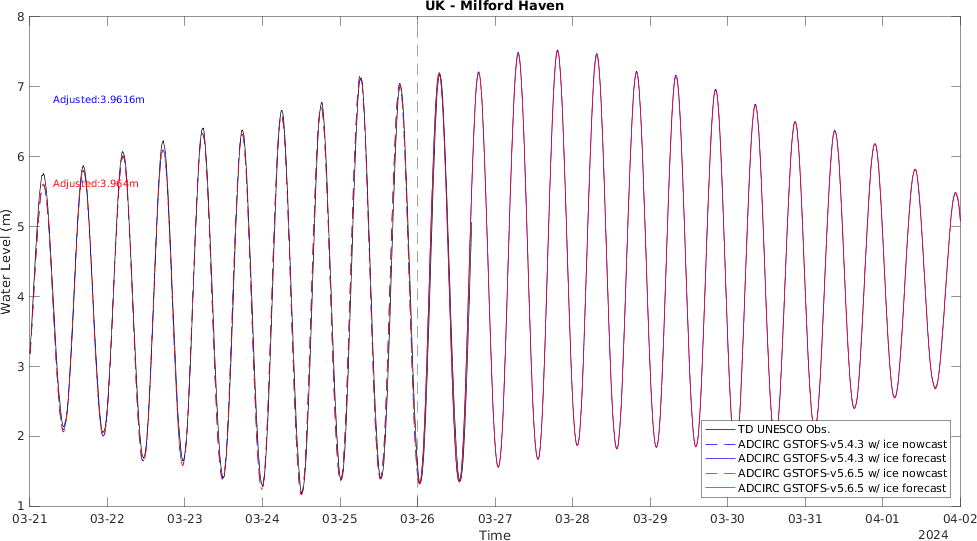 UK - Milford Haven
8
7
6
5
4
3
2
1
Water Level (m)
Adjusted:3.9616m
Adjusted:3.964m
TD UNESCO Obs.
ADCIRC GSTOFS-v5.4.3 w/ ice nowcast
ADCIRC GSTOFS-v5.4.3 w/ ice forecast
ADCIRC GSTOFS-v5.6.5 w/ ice nowcast
ADCIRC GSTOFS-v5.6.5 w/ ice forecast
03-21 03-22 03-23 03-24 03-25 03-26 03-27 03-28 03-29 03-30 03-31 04-01 04-02
Time
2024